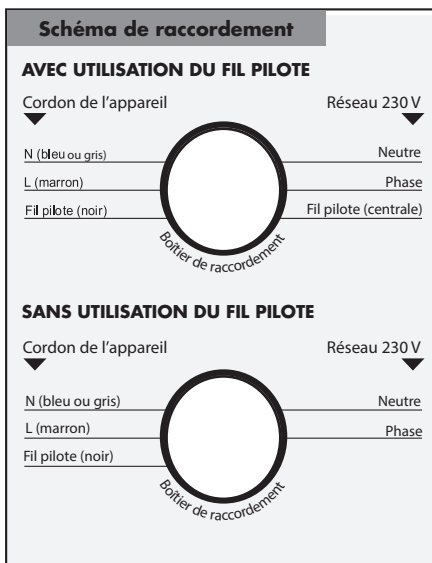 Schéma de raccordement
AVEC UTILISATION DU FIL PILOTE
Cordon de l'appareil Réseau 230 V
N (bleu ou gris) Neutre
L (marron) Phase
Fil pilote (noir) Fil pilote (centrale)
Boîtier de raccordement
SANS UTILISATION DU FIL PILOTE
Cordon de l'appareil Réseau 230 V
N (bleu ou gris) Neutre
L (marron) Phase
Fil pilote (noir)
Boîtier de raccordement